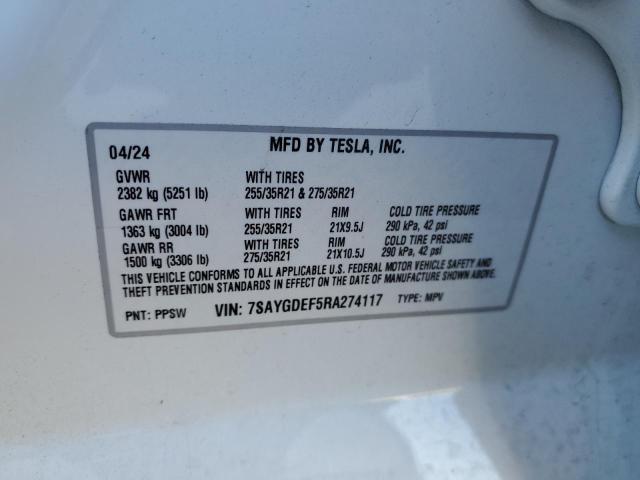 04/24 MFD BY TESLA, INC.
GVWR WITH TIRES
2382 kg (5251 lb) 255/35R21 & 275/35R21
GAWR FRT WITH TIRES RIM COLD TIRE PRESSURE
1363 kg (3004 lb) 255/35R21 21X9.5J 290 kPa, 42 psi
GAWR RR WITH TIRES RIM COLD TIRE PRESSURE
1500 kg (3306 lb) 275/35R21 21X10.5J 290 kPa, 42 psi
THIS VEHICLE CONFORMS TO ALL APPLICABLE U.S. FEDERAL MOTOR VEHICLE SAFETY AND
THEFT PREVENTION STANDARDS IN EFFECT ON THE DATE OF MANUFACTURE SHOWN ABOVE.
PNT: PPSW VIN: 7SAYGDEF5RA274117 TYPE: MPV